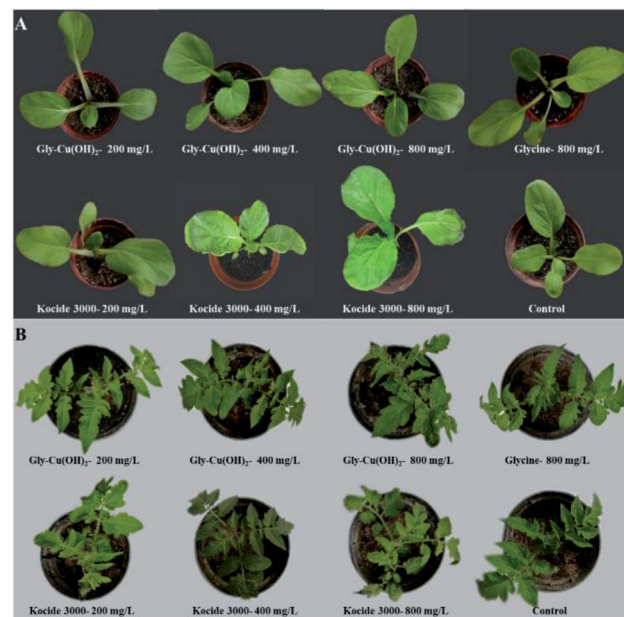 A
Gly-Cu(OH)₂- 200 mg/L
Gly-Cu(OH)₂- 400 mg/L
Gly-Cu(OH)₂- 800 mg/L
Glycine- 800 mg/L
Kocide 3000- 200 mg/L
Kocide 3000- 400 mg/L
Kocide 3000- 800 mg/L
Control
B
Gly-Cu(OH)₂- 200 mg/L
Gly-Cu(OH)₂- 400 mg/L
Gly-Cu(OH)₂- 800 mg/L
Glycine- 800 mg/L
Kocide 3000- 200 mg/L
Kocide 3000- 400 mg/L
Kocide 3000- 800 mg/L
Control